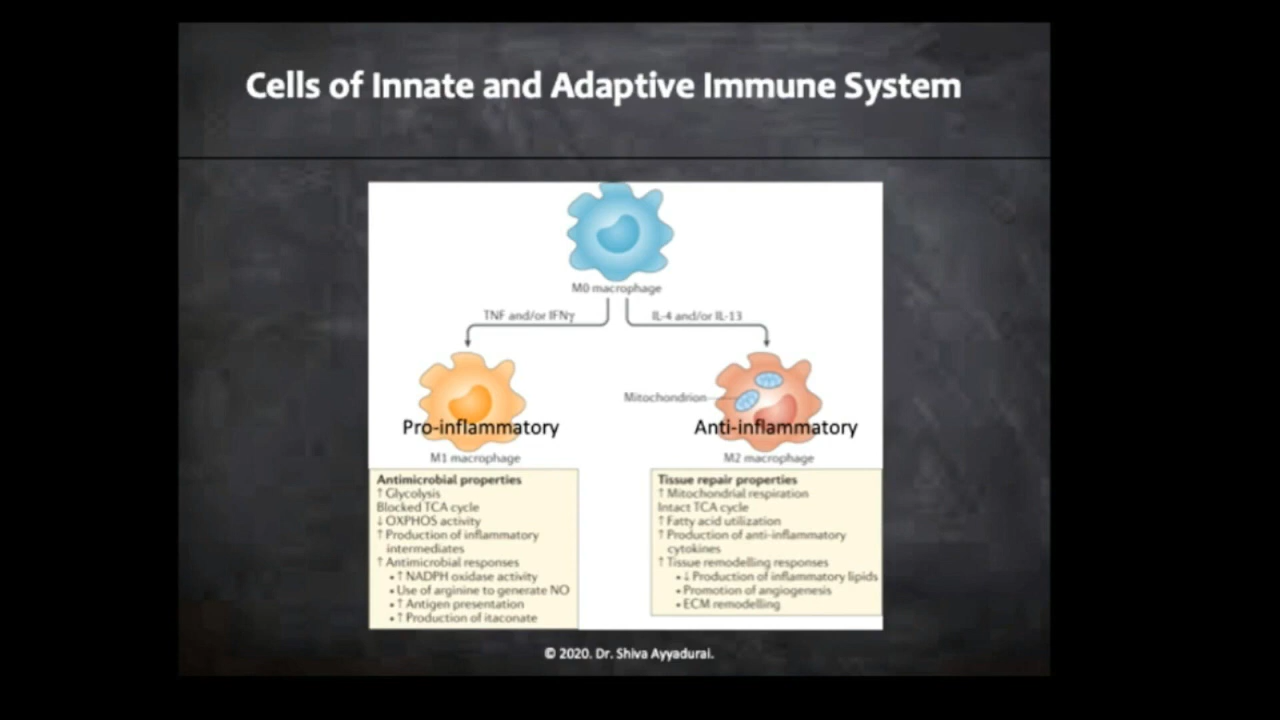 Cells of Innate and Adaptive Immune System
M0 macrophage
TNF and/or IFNγ
IL-4 and/or IL-13
Mitochondrion
Pro-inflammatory
Anti-inflammatory
M1 macrophage
M2 macrophage
Antimicrobial properties
↑ Glycolysis
Blocked TCA cycle
↓ OXPHOS activity
↑ Production of inflammatory
intermediates
↑ Antimicrobial responses
• ↑ NADPH oxidase activity
• Use of arginine to generate NO
• ↑ Antigen presentation
• ↑ Production of itaconate
Tissue repair properties
↑ Mitochondrial respiration
Intact TCA cycle
↑ Fatty acid utilization
↑ Production of anti-inflammatory
cytokines
↑ Tissue remodelling responses
• ↓ Production of inflammatory lipids
• Promotion of angiogenesis
• ECM remodelling
© 2020. Dr. Shiva Ayyadurai.